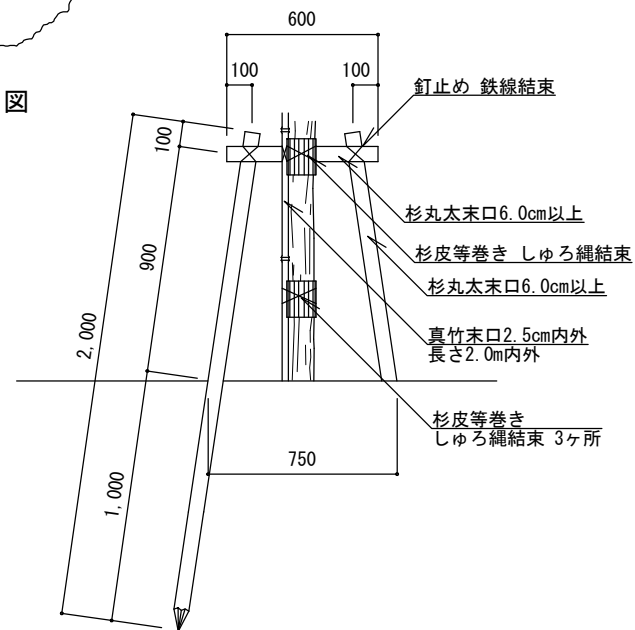 600
100
100
図
釘止め 鉄線結束
100
杉丸太末口6.0cm以上
杉皮等巻き しゅろ縄結束
900
杉丸太末口6.0cm以上
2,000
真竹末口2.5cm内外
長さ2.0m内外
杉皮等巻き
しゅろ縄結束 3ヶ所
750
1,000